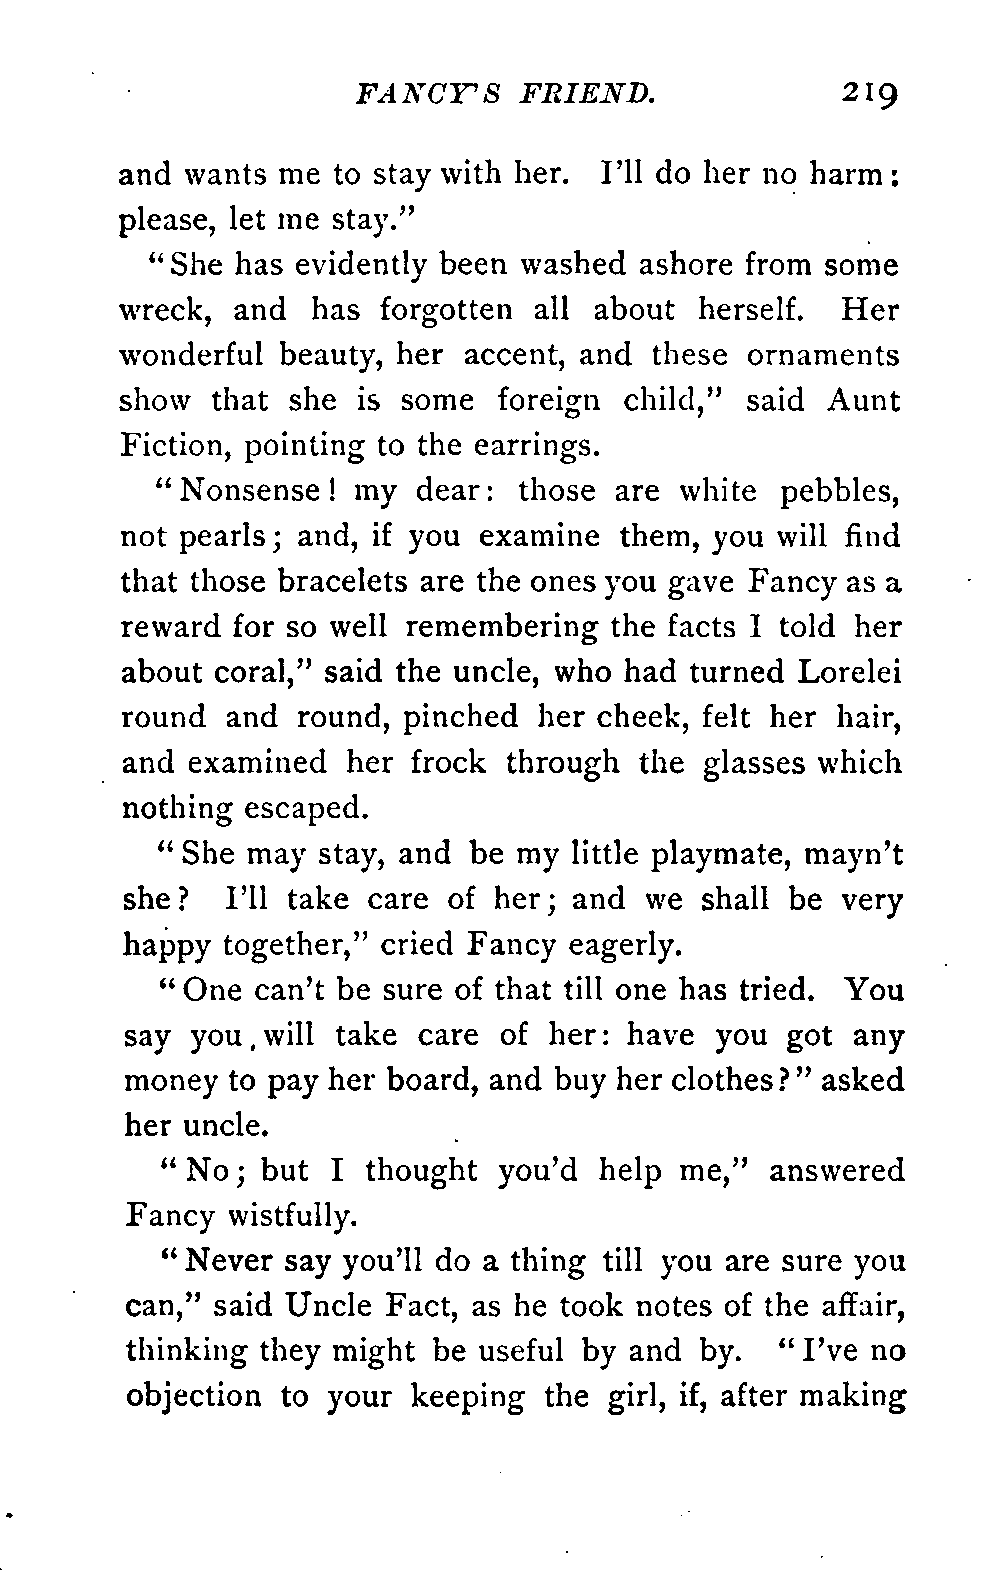 FANCY'S FRIEND. 219
and wants me to stay with her. I'll do her no harm:
please, let me stay."
"She has evidently been washed ashore from some
wreck, and has forgotten all about herself. Her
wonderful beauty, her accent, and these ornaments
show that she is some foreign child," said Aunt
Fiction, pointing to the earrings.
"Nonsense! my dear: those are white pebbles,
not pearls; and, if you examine them, you will find
that those bracelets are the ones you gave Fancy as a
reward for so well remembering the facts I told her
about coral," said the uncle, who had turned Lorelei
round and round, pinched her cheek, felt her hair,
and examined her frock through the glasses which
nothing escaped.
"She may stay, and be my little playmate, mayn't
she? I'll take care of her; and we shall be very
happy together," cried Fancy eagerly.
"One can't be sure of that till one has tried. You
say you will take care of her: have you got any
money to pay her board, and buy her clothes?" asked
her uncle.
"No; but I thought you'd help me," answered
Fancy wistfully.
"Never say you'll do a thing till you are sure you
can," said Uncle Fact, as he took notes of the affair,
thinking they might be useful by and by. "I've no
objection to your keeping the girl, if, after making